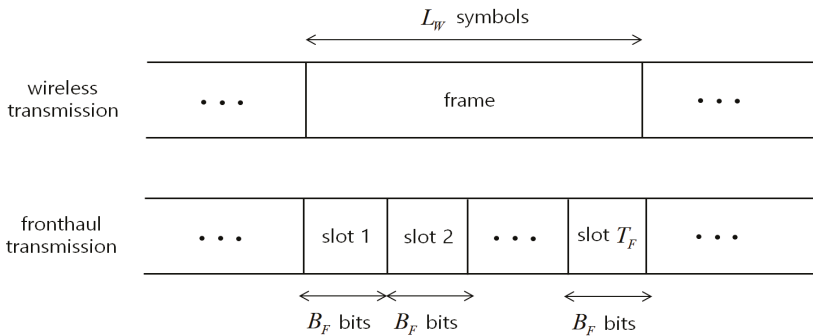 L_W symbols
wireless
transmission
• • •
frame
• • •
fronthaul
transmission
• • •
slot 1
slot 2
• • •
slot T_F
• • •
B_F bits
B_F bits
B_F bits